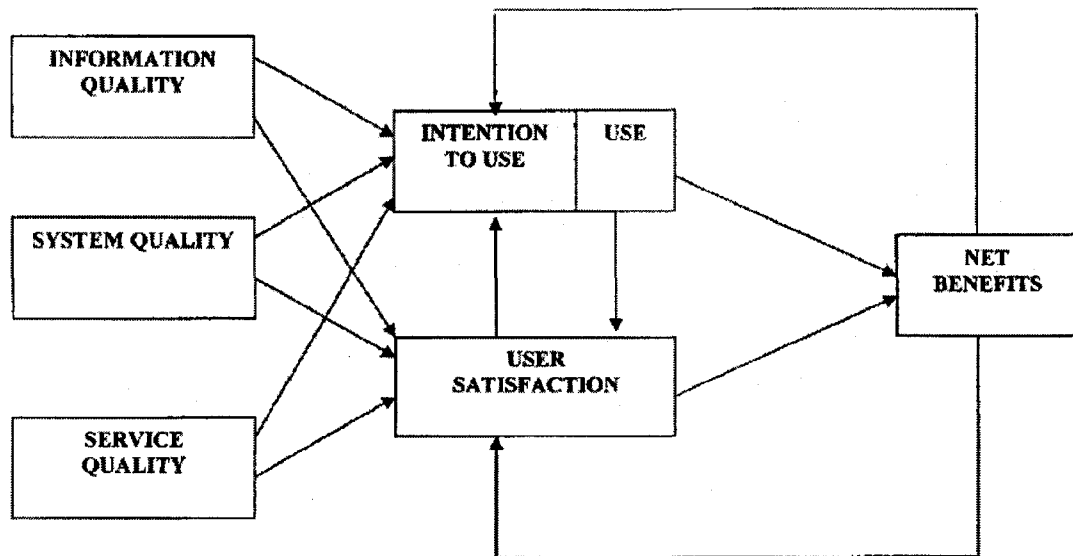 INFORMATION
QUALITY
SYSTEM QUALITY
SERVICE
QUALITY
INTENTION
TO USE
USE
USER
SATISFACTION
NET
BENEFITS